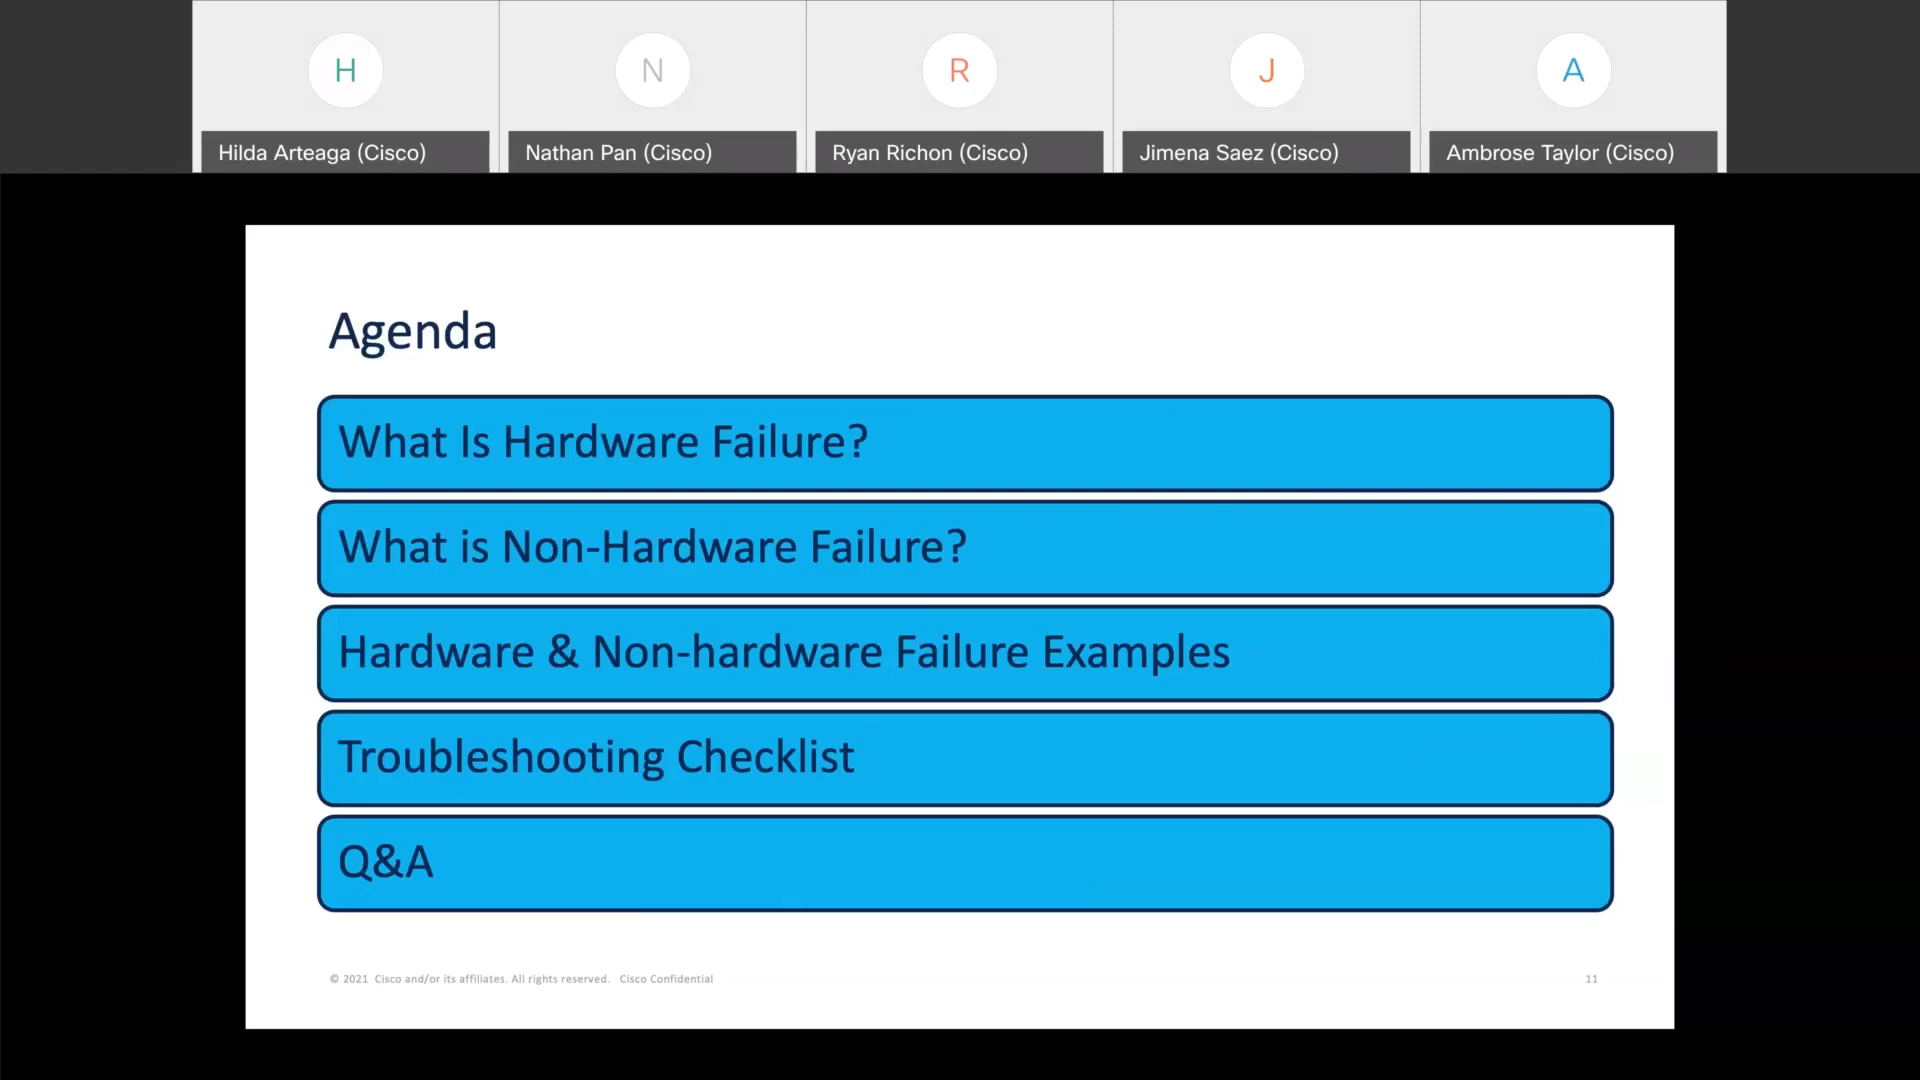 H
N
R
J
A
Hilda Arteaga (Cisco)
Nathan Pan (Cisco)
Ryan Richon (Cisco)
Jimena Saez (Cisco)
Ambrose Taylor (Cisco)
Agenda
What Is Hardware Failure?
What is Non-Hardware Failure?
Hardware & Non-hardware Failure Examples
Troubleshooting Checklist
Q&A
© 2021 Cisco and/or its affiliates. All rights reserved. Cisco Confidential
11